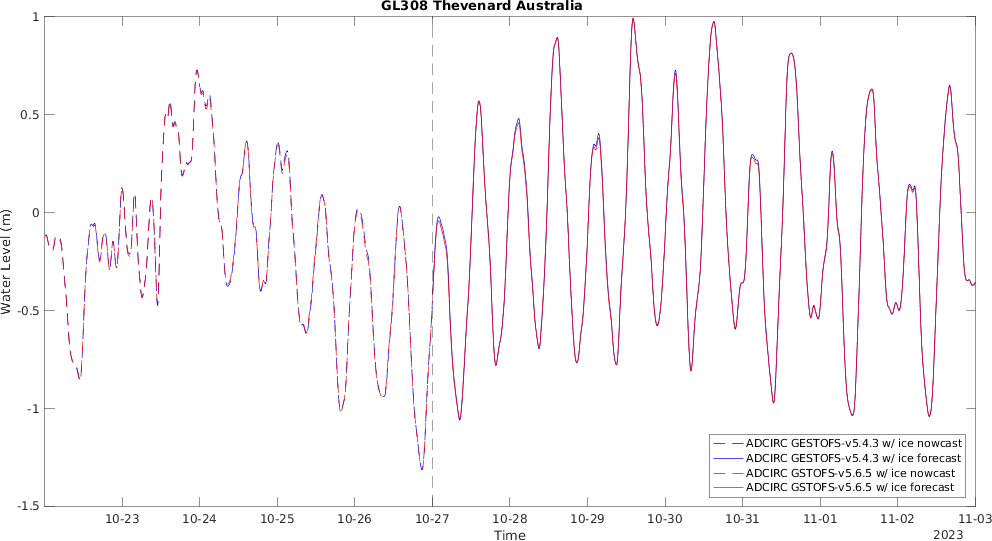 GL308 Thevenard Australia
1
0.5
0
-0.5
-1
-1.5
Water Level (m)
10-23 10-24 10-25 10-26 10-27 10-28 10-29 10-30 10-31 11-01 11-02 11-03
2023
Time
ADCIRC GESTOFS-v5.4.3 w/ ice nowcast
ADCIRC GESTOFS-v5.4.3 w/ ice forecast
ADCIRC GSTOFS-v5.6.5 w/ ice nowcast
ADCIRC GSTOFS-v5.6.5 w/ ice forecast